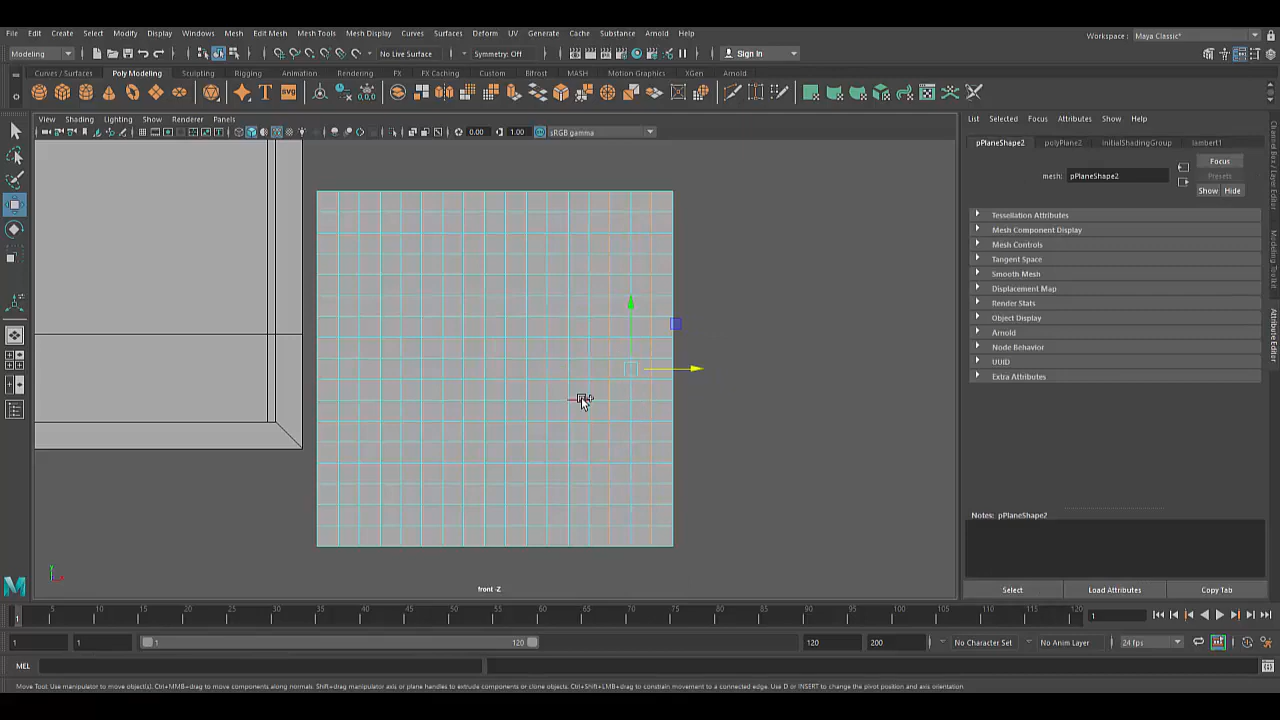 File Edit Create Select Modify Display Windows Mesh Edit Mesh Mesh Tools Mesh Display Curves Surfaces Deform UV Generate Cache Substance Arnold Help
Workspace: Maya Classic*
Modeling No Live Surface Symmetry: Off Sign In
Curves / Surfaces Poly Modeling Sculpting Rigging Animation Rendering FX FX Caching Custom Bifrost MASH Motion Graphics XGen Arnold
View Shading Lighting Show Renderer Panels
0.00 1.00 sRGB gamma
List Selected Focus Attributes Show Help
pPlaneShape2 polyPlane2 initialShadingGroup lambert1
Focus
mesh: pPlaneShape2
Presets
Show Hide
Tessellation Attributes
Mesh Component Display
Mesh Controls
Tangent Space
Smooth Mesh
Displacement Map
Render Stats
Object Display
Arnold
Node Behavior
UUID
Extra Attributes
Notes: pPlaneShape2
Select Load Attributes Copy Tab
Channel Box / Layer Editor
Modeling Toolkit
Attribute Editor
front -Z
5 10 15 20 25 30 35 40 45 50 55 60 65 70 75 80 85 90 95 100 105 110 115 120
1
1 1 1 120 120 200 No Character Set No Anim Layer 24 fps
MEL
Move Tool: Use manipulator to move object(s). Ctrl+MMB+drag to move components along normals. Shift+drag manipulator axis or plane handles to extrude components or clone objects. Ctrl+Shift+LMB+drag to constrain movement to a connected edge. Use D or INSERT to change the pivot position and axis orientation.